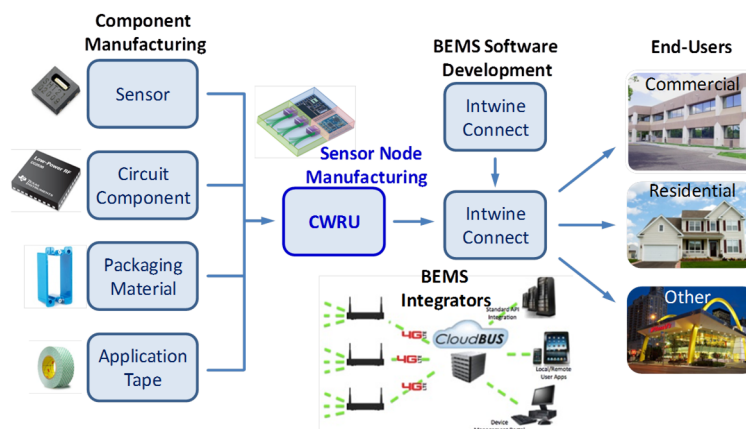 Component
Manufacturing
Sensor
Low-Power RF
Circuit
Component
Packaging
Material
Application
Tape
Sensor Node
Manufacturing
CWRU
BEMS Software
Development
Intwine
Connect
Intwine
Connect
BEMS
Integrators
4G
4G
4G
CloudBUS
Standard API
Integration
Local/Remote
User Apps
Device
End-Users
Commercial
Residential
Other